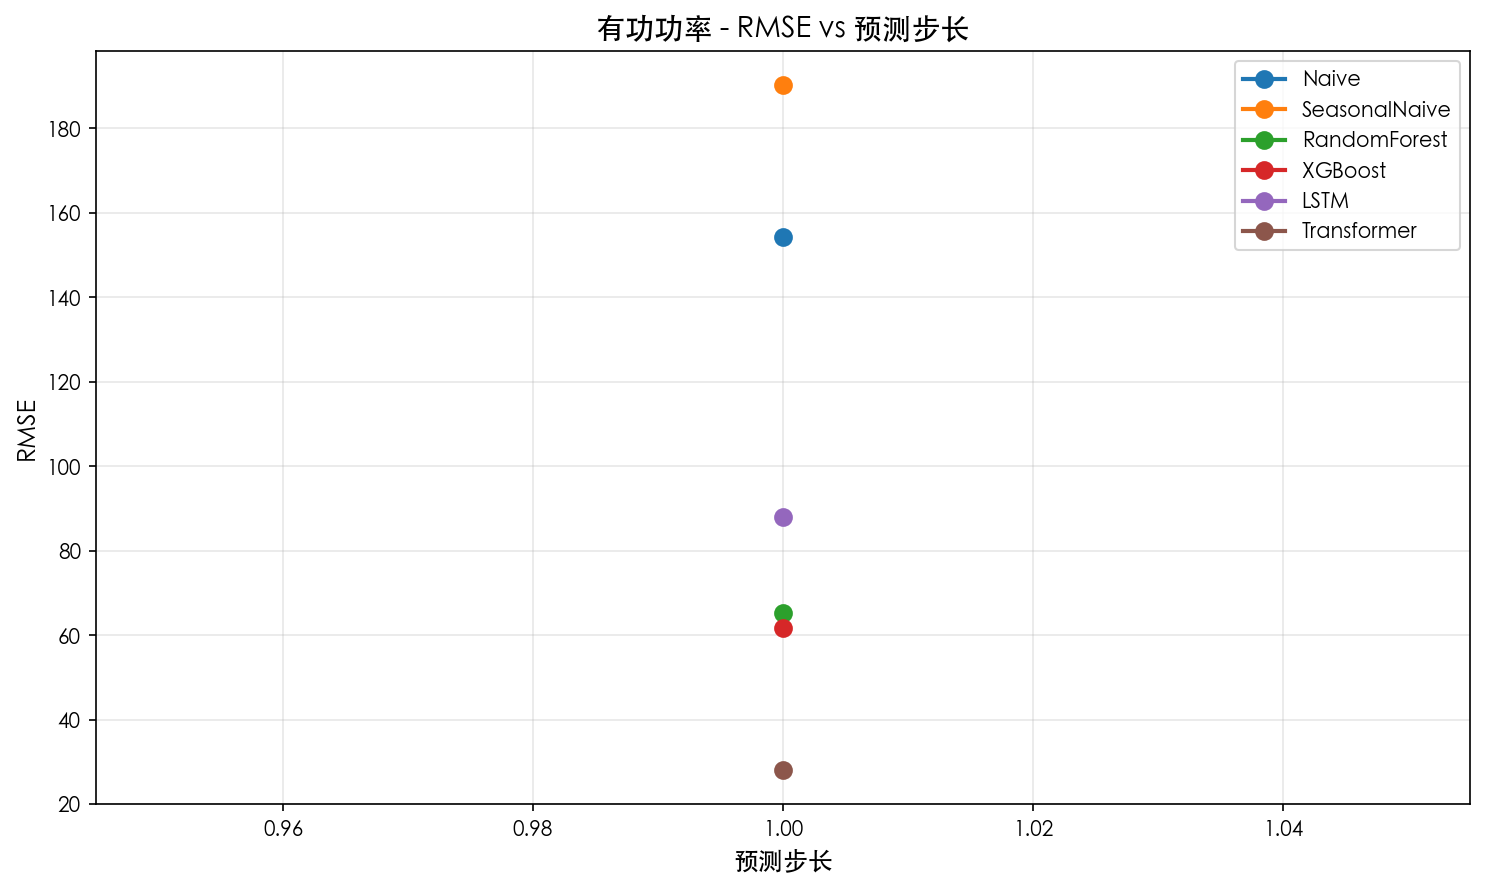 有功功率 - RMSE vs 预测步长
Naive
SeasonalNaive
RandomForest
XGBoost
LSTM
Transformer
RMSE
180
160
140
120
100
80
60
40
20
0.96
0.98
1.00
1.02
1.04
预测步长